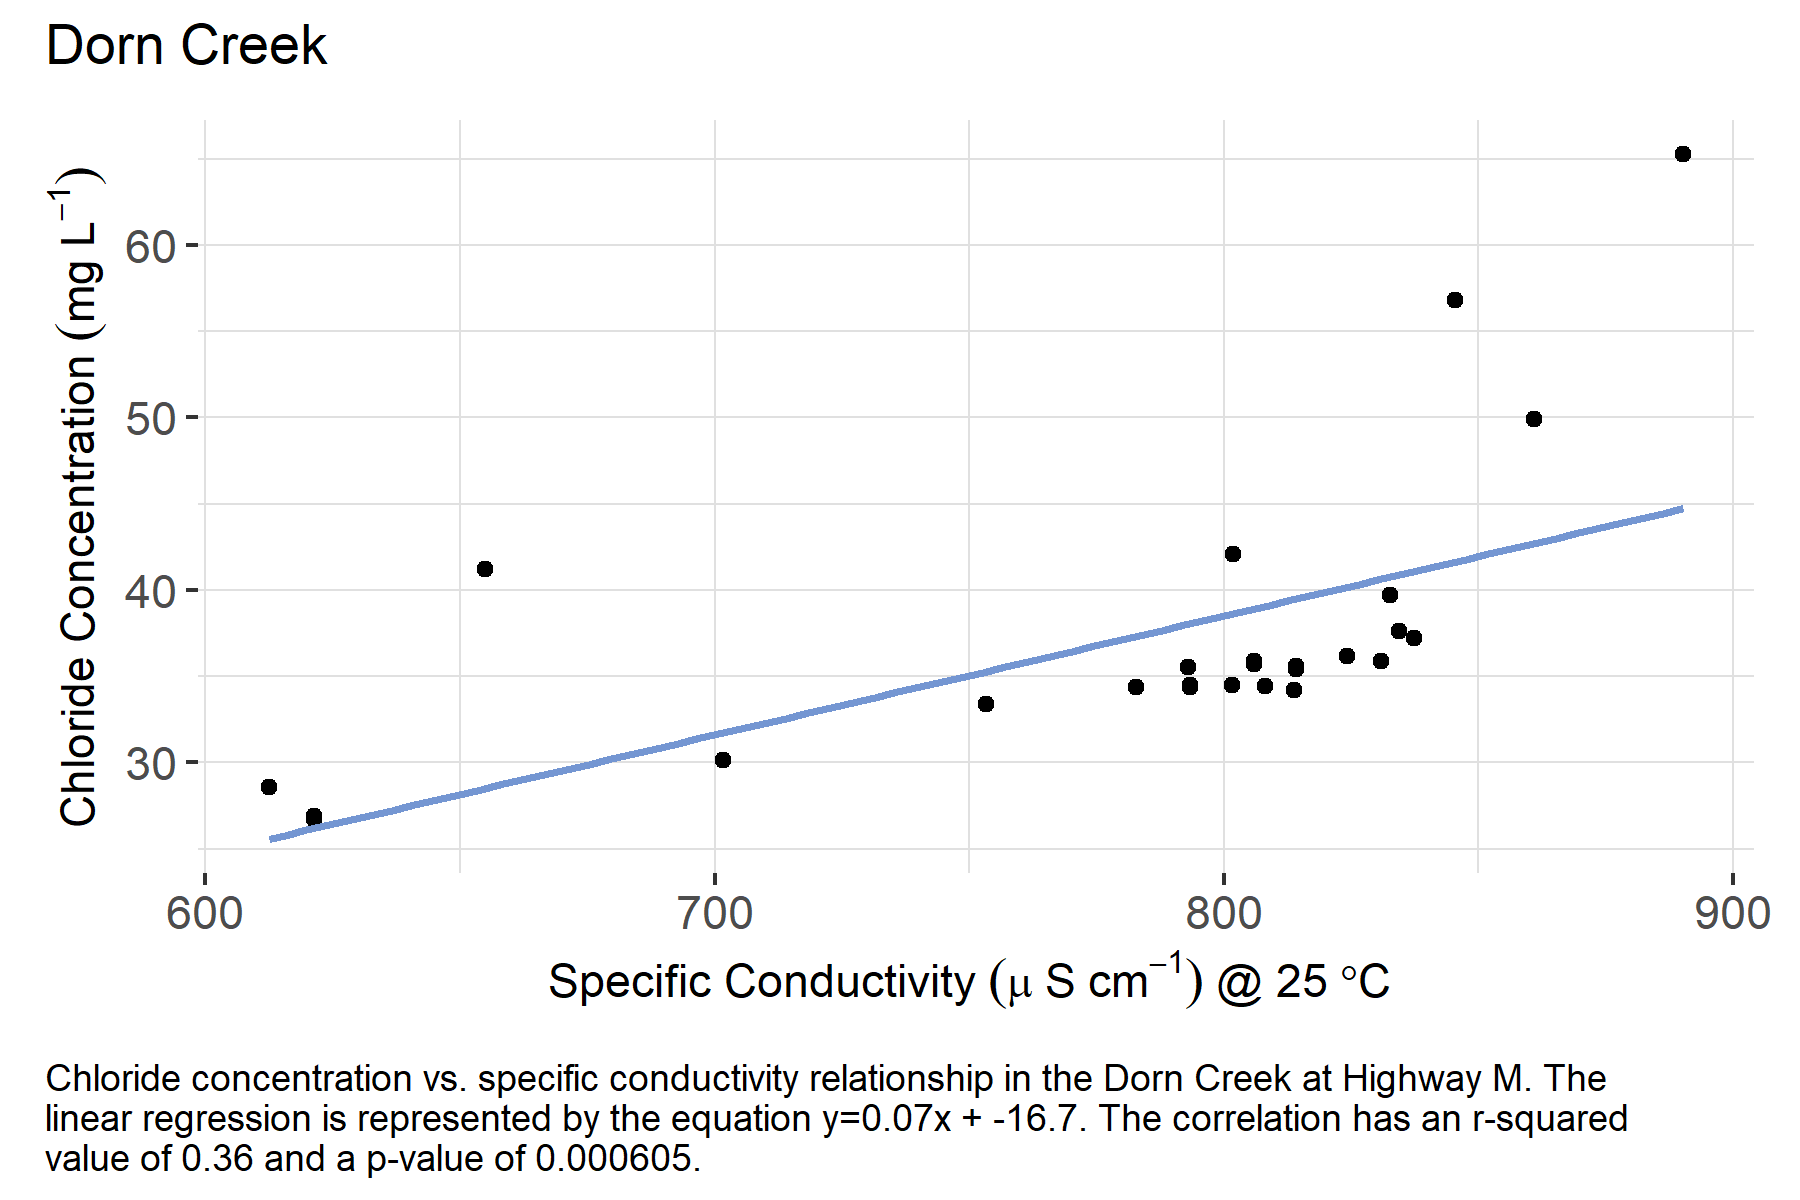 Dorn Creek
Chloride Concentration (mg L⁻¹)
60
50
40
30
600 700 800 900
Specific Conductivity (μ S cm⁻¹) @ 25 °C
Chloride concentration vs. specific conductivity relationship in the Dorn Creek at Highway M. The
linear regression is represented by the equation y=0.07x + -16.7. The correlation has an r-squared
value of 0.36 and a p-value of 0.000605.